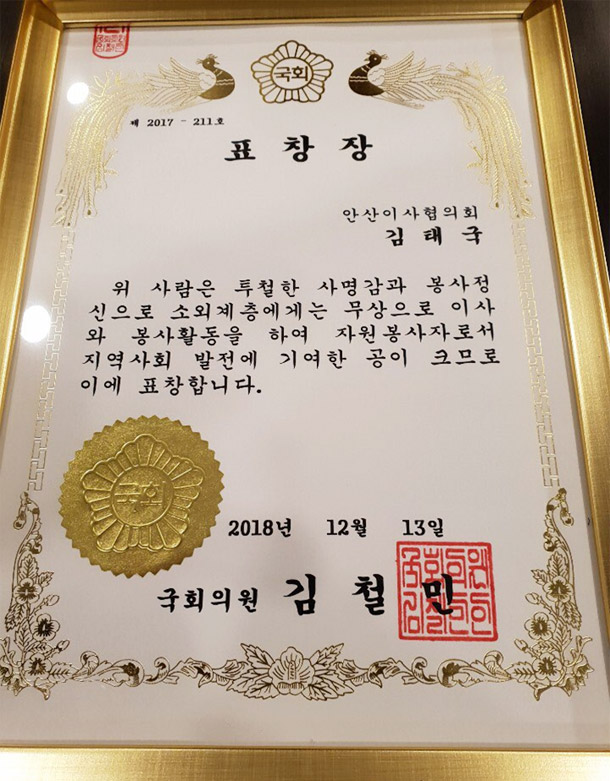 국회
제 2017 - 211호
표창장
안산이사협의회
김태국
위 사람은 투철한 사명감과 봉사정
신으로 소외계층에게는 무상으로 이사
와 봉사활동을 하여 자원봉사자로서
지역사회 발전에 기여한 공이 크므로
이에 표창합니다.
국회
2018년 12월 13일
국회의원 김철민